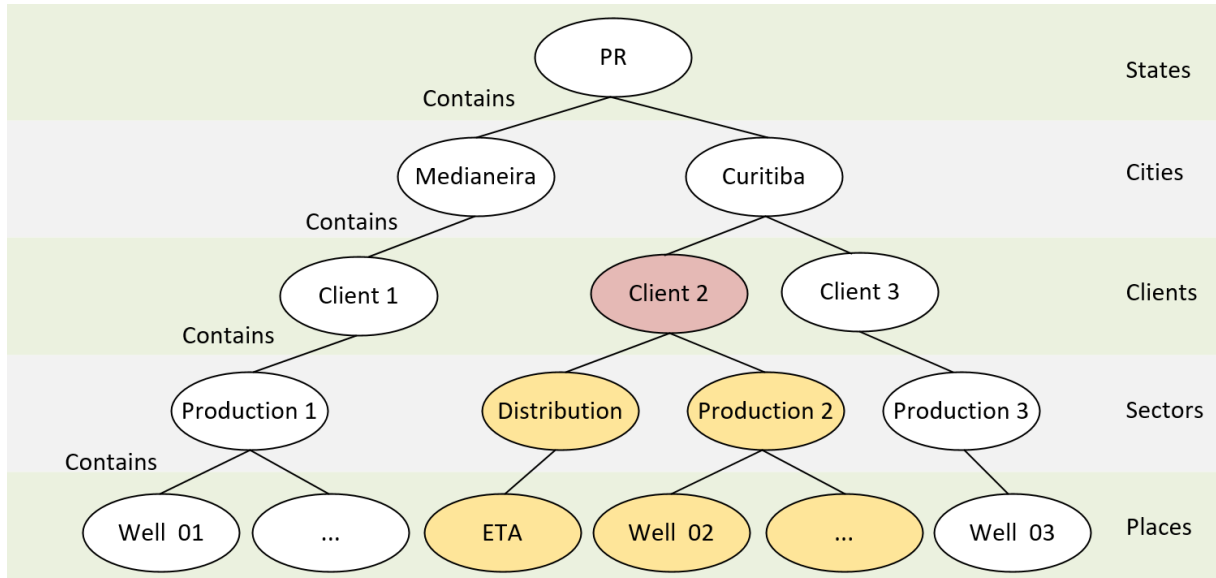 PR
States
Contains
Medianeira
Curitiba
Cities
Contains
Client 1
Client 2
Client 3
Clients
Contains
Production 1
Distribution
Production 2
Production 3
Sectors
Contains
Well 01
...
ETA
Well 02
...
Well 03
Places